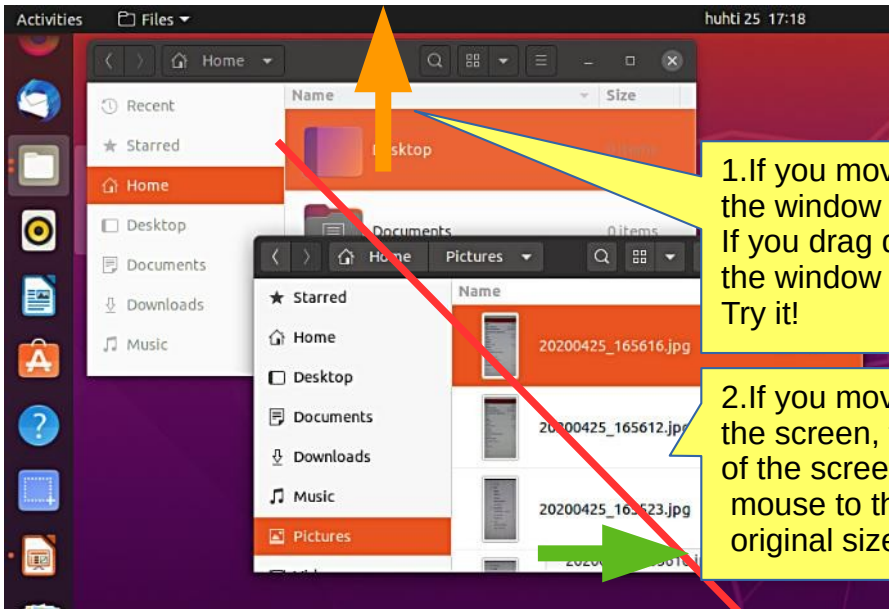 Activities Files huhti 25 17:18
Home
Name Size
Recent
Starred
Home
Desktop
Documents
Downloads
Music
Desktop 0 items
Documents 0 items
Home Pictures
Starred
Home
Desktop
Documents
Downloads
Music
Pictures
Name
20200425_165616.jpg
20200425_165612.jpg
20200425_163523.jpg
1.If you mov
the window
If you drag
the window
Try it!
2.If you mov
the screen,
of the scree
mouse to th
original size